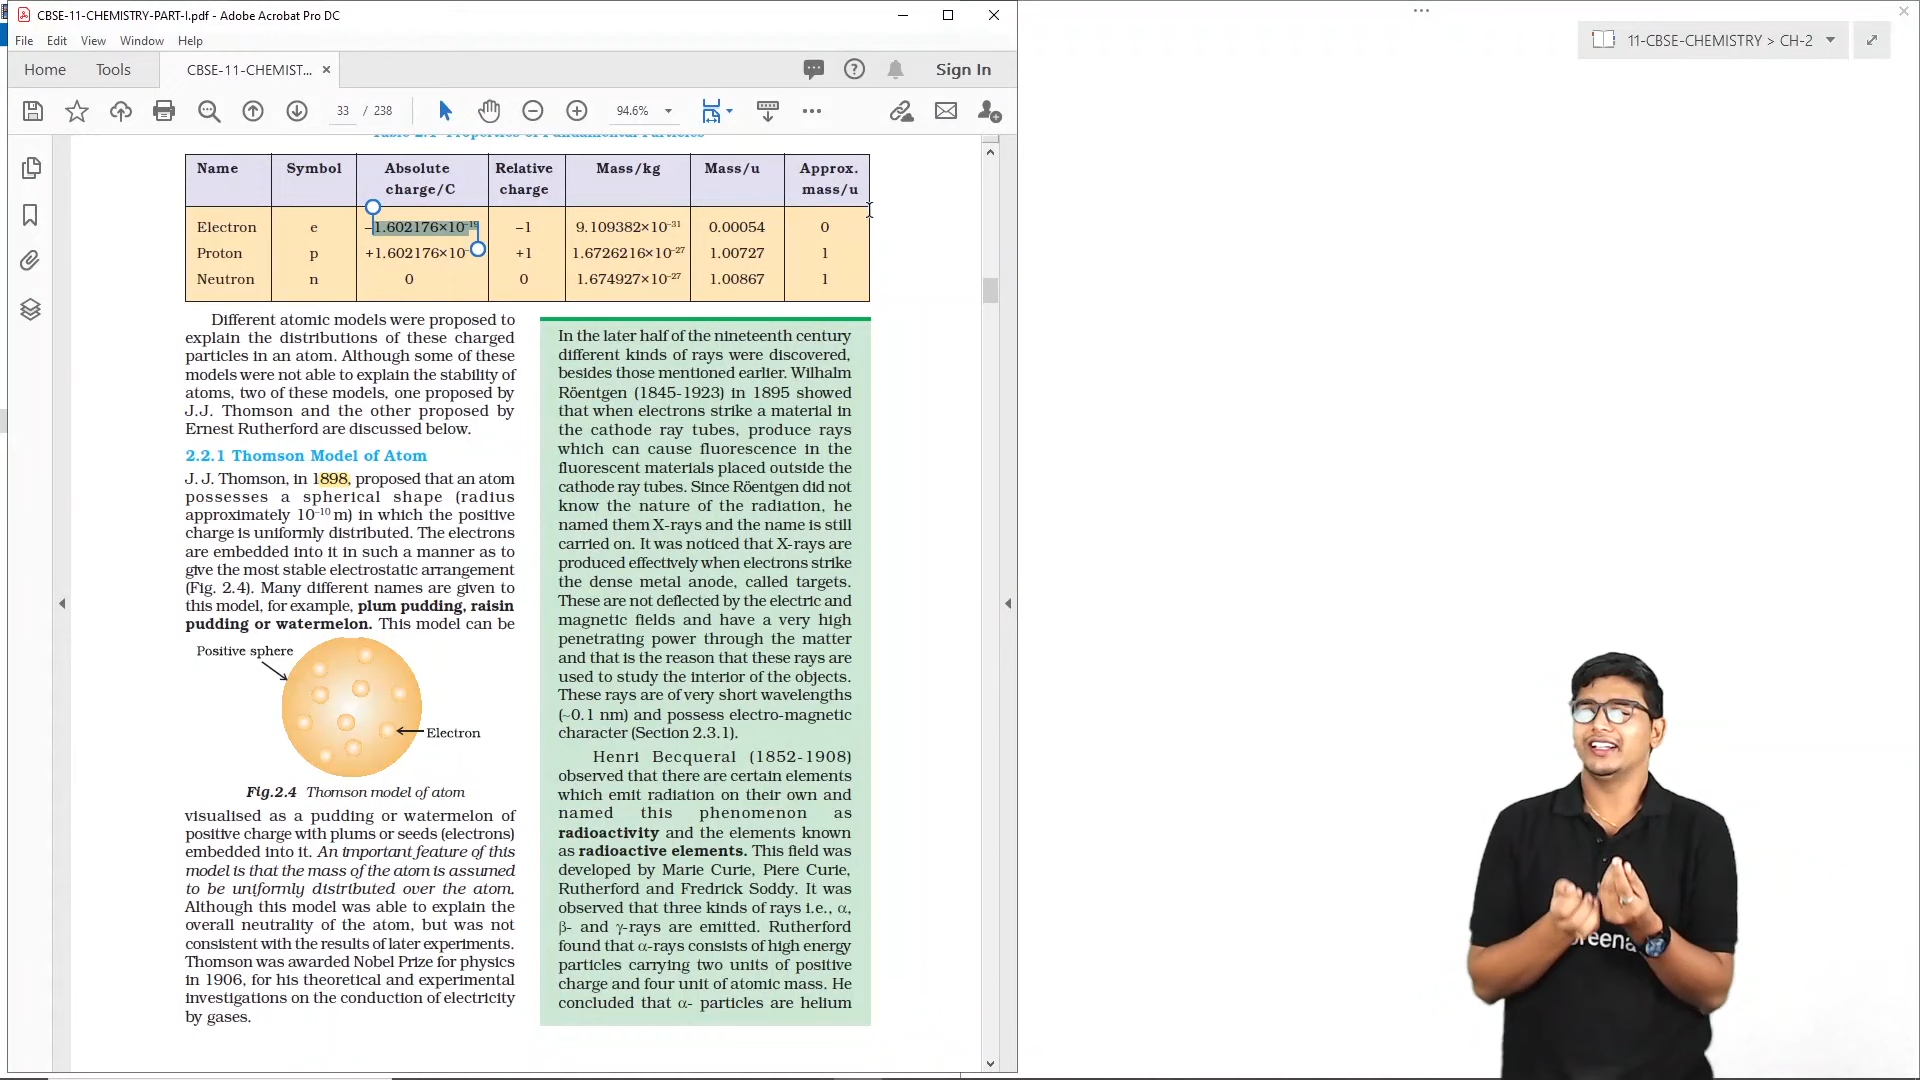 CBSE-11-CHEMISTRY-PART-I.pdf - Adobe Acrobat Pro DC
File Edit View Window Help
Home Tools CBSE-11-CHEMIST... × Sign In
33 / 238 94.6%
11-CBSE-CHEMISTRY > CH-2
Table 2.1 Properties of Fundamental Particles
Name Symbol Absolute charge/C Relative charge Mass/kg Mass/u Approx. mass/u
Electron e –1.602176×10⁻¹⁹ –1 9.109382×10⁻³¹ 0.00054 0
Proton p +1.602176×10⁻ +1 1.6726216×10⁻²⁷ 1.00727 1
Neutron n 0 0 1.674927×10⁻²⁷ 1.00867 1
Different atomic models were proposed to
explain the distributions of these charged
particles in an atom. Although some of these
models were not able to explain the stability of
atoms, two of these models, one proposed by
J.J. Thomson and the other proposed by
Ernest Rutherford are discussed below.
2.2.1 Thomson Model of Atom
J. J. Thomson, in 1898, proposed that an atom
possesses a spherical shape (radius
approximately 10⁻¹⁰ m) in which the positive
charge is uniformly distributed. The electrons
are embedded into it in such a manner as to
give the most stable electrostatic arrangement
(Fig. 2.4). Many different names are given to
this model, for example, plum pudding, raisin
pudding or watermelon. This model can be
Positive sphere
Electron
Fig.2.4 Thomson model of atom
visualised as a pudding or watermelon of
positive charge with plums or seeds (electrons)
embedded into it. An important feature of this
model is that the mass of the atom is assumed
to be uniformly distributed over the atom.
Although this model was able to explain the
overall neutrality of the atom, but was not
consistent with the results of later experiments.
Thomson was awarded Nobel Prize for physics
in 1906, for his theoretical and experimental
investigations on the conduction of electricity
by gases.
In the later half of the nineteenth century
different kinds of rays were discovered,
besides those mentioned earlier. Wilhalm
Röentgen (1845-1923) in 1895 showed
that when electrons strike a material in
the cathode ray tubes, produce rays
which can cause fluorescence in the
fluorescent materials placed outside the
cathode ray tubes. Since Röentgen did not
know the nature of the radiation, he
named them X-rays and the name is still
carried on. It was noticed that X-rays are
produced effectively when electrons strike
the dense metal anode, called targets.
These are not deflected by the electric and
magnetic fields and have a very high
penetrating power through the matter
and that is the reason that these rays are
used to study the interior of the objects.
These rays are of very short wavelengths
(~0.1 nm) and possess electro-magnetic
character (Section 2.3.1).
Henri Becqueral (1852-1908)
observed that there are certain elements
which emit radiation on their own and
named this phenomenon as
radioactivity and the elements known
as radioactive elements. This field was
developed by Marie Curie, Piere Curie,
Rutherford and Fredrick Soddy. It was
observed that three kinds of rays i.e., α,
β- and γ-rays are emitted. Rutherford
found that α-rays consists of high energy
particles carrying two units of positive
charge and four unit of atomic mass. He
concluded that α- particles are helium